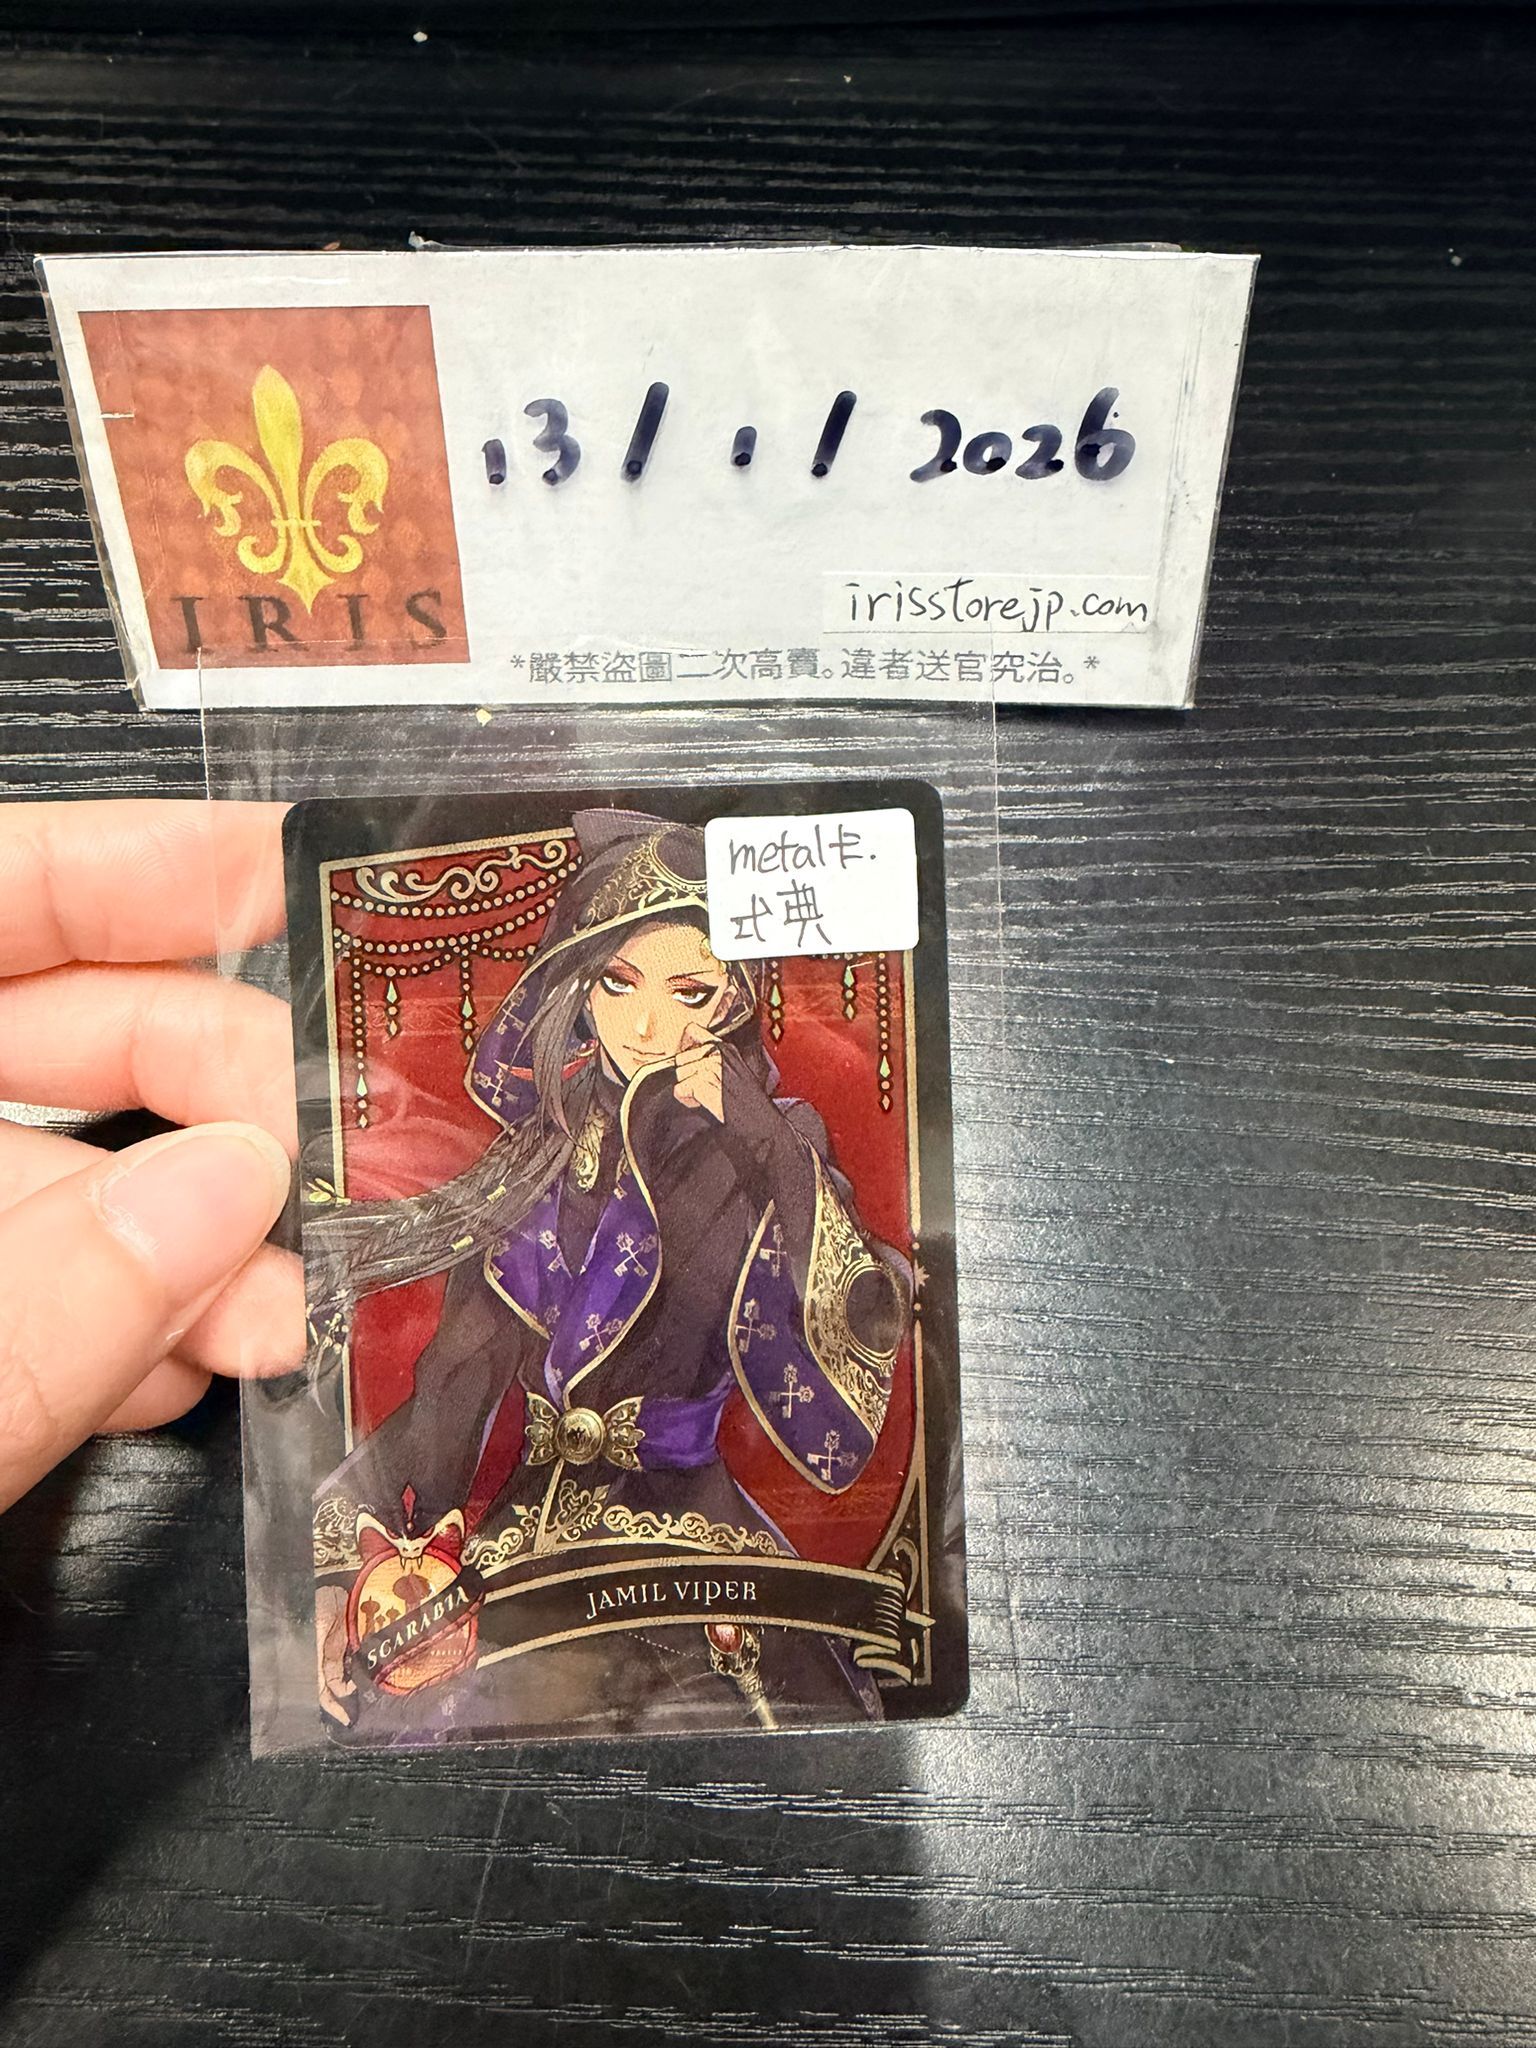 IRIS
13/1/2026
irisstorejp.com
*嚴禁盜圖二次高賣。違者送官究治。*
metal卡.
式典
JAMIL VIPER
SCARABIA